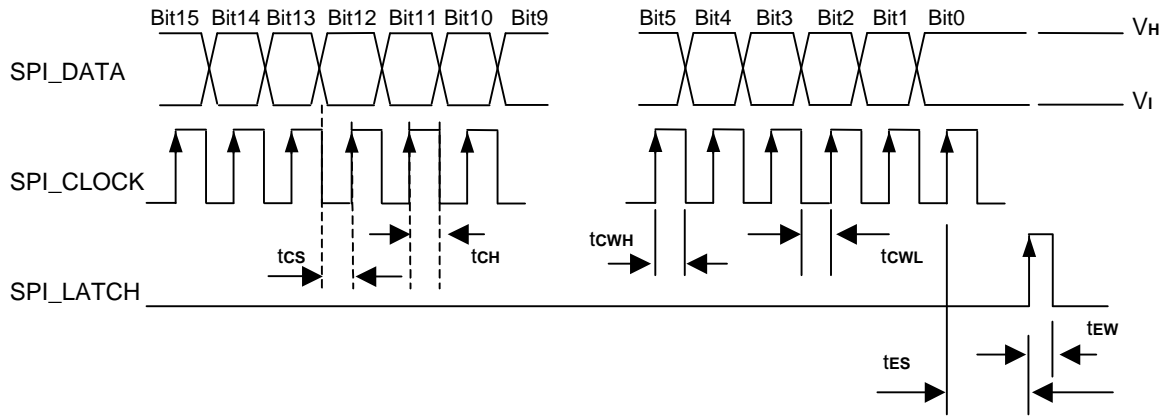 Bit15 Bit14 Bit13 Bit12 Bit11 Bit10 Bit9 Bit5 Bit4 Bit3 Bit2 Bit1 Bit0
VH
SPI_DATA
VI
SPI_CLOCK
tCS tCH tCWH tCWL
SPI_LATCH
tEW
tES